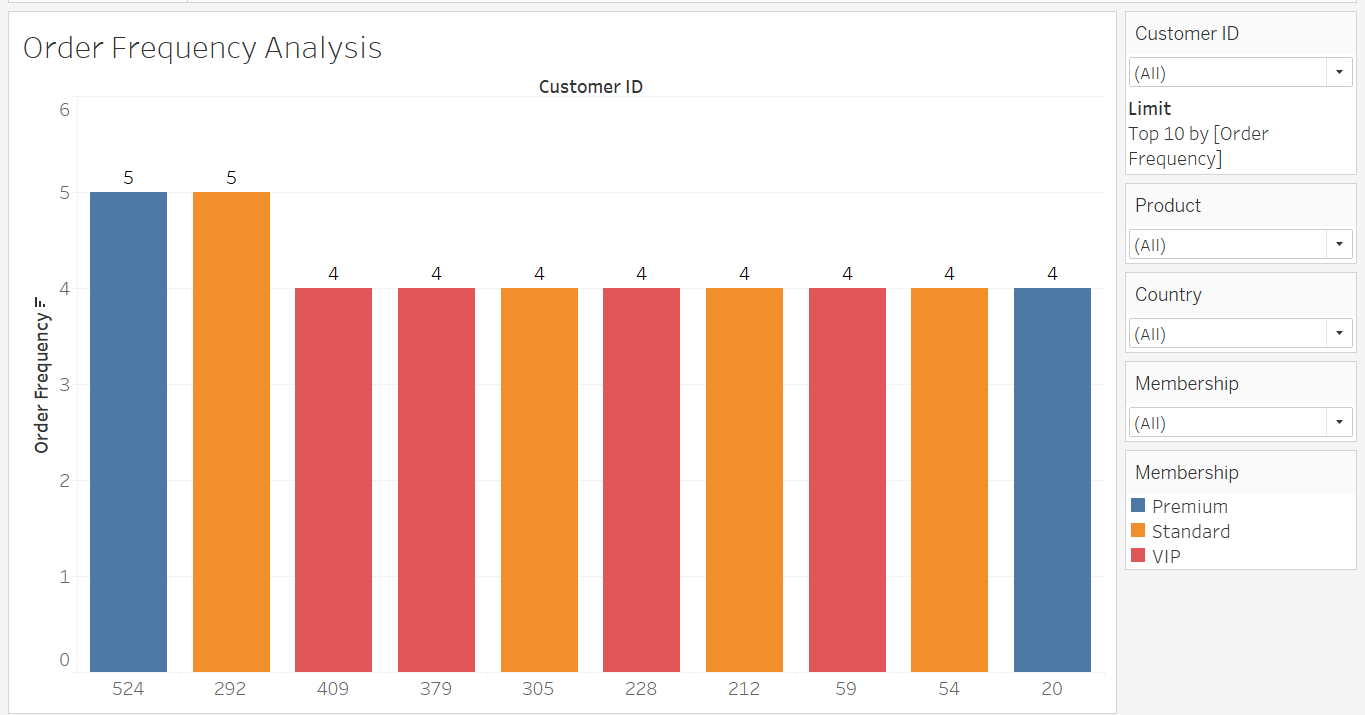 Order Frequency Analysis
Customer ID
Order Frequency
6
5
4
3
2
1
0
5
5
4
4
4
4
4
4
4
4
524
292
409
379
305
228
212
59
54
20
Customer ID
(All)
Limit
Top 10 by [Order
Frequency]
Product
(All)
Country
(All)
Membership
(All)
Membership
Premium
Standard
VIP